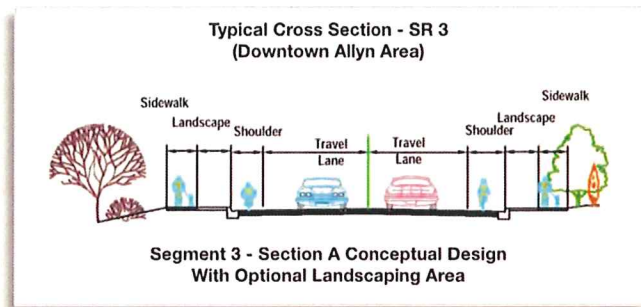 Typical Cross Section - SR 3
(Downtown Allyn Area)
Sidewalk
Landscape
Shoulder
Travel
Lane
Travel
Lane
Shoulder
Landscape
Sidewalk
Segment 3 - Section A Conceptual Design
With Optional Landscaping Area